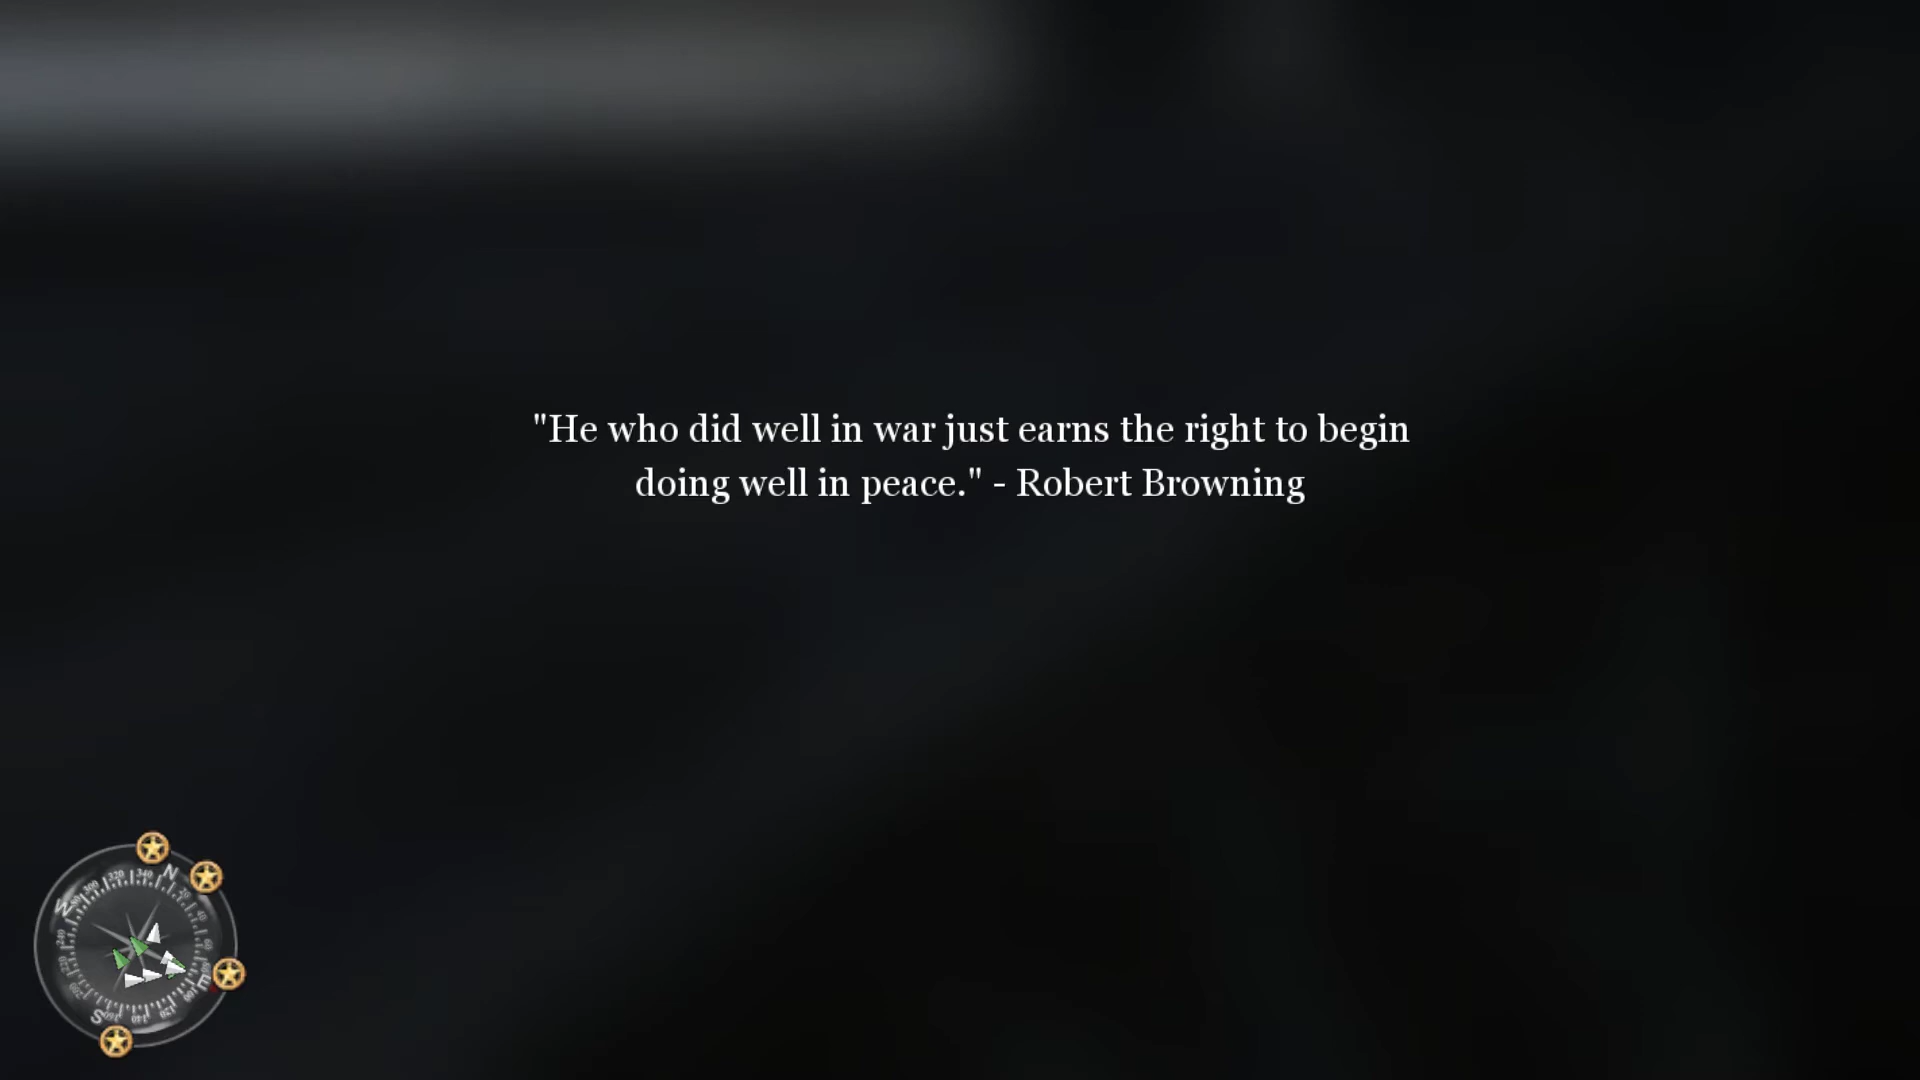 "He who did well in war just earns the right to begin
doing well in peace." - Robert Browning
N
E
S
W